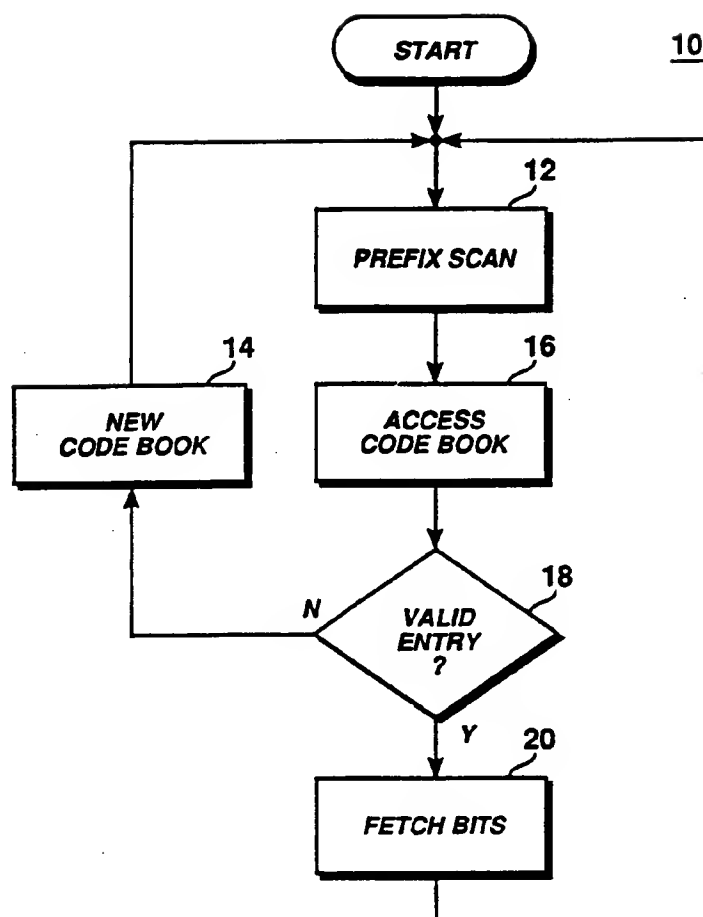 START
10
12
PREFIX SCAN
14
NEW
CODE BOOK
16
ACCESS
CODE BOOK
18
N
VALID
ENTRY
?
Y
20
FETCH BITS